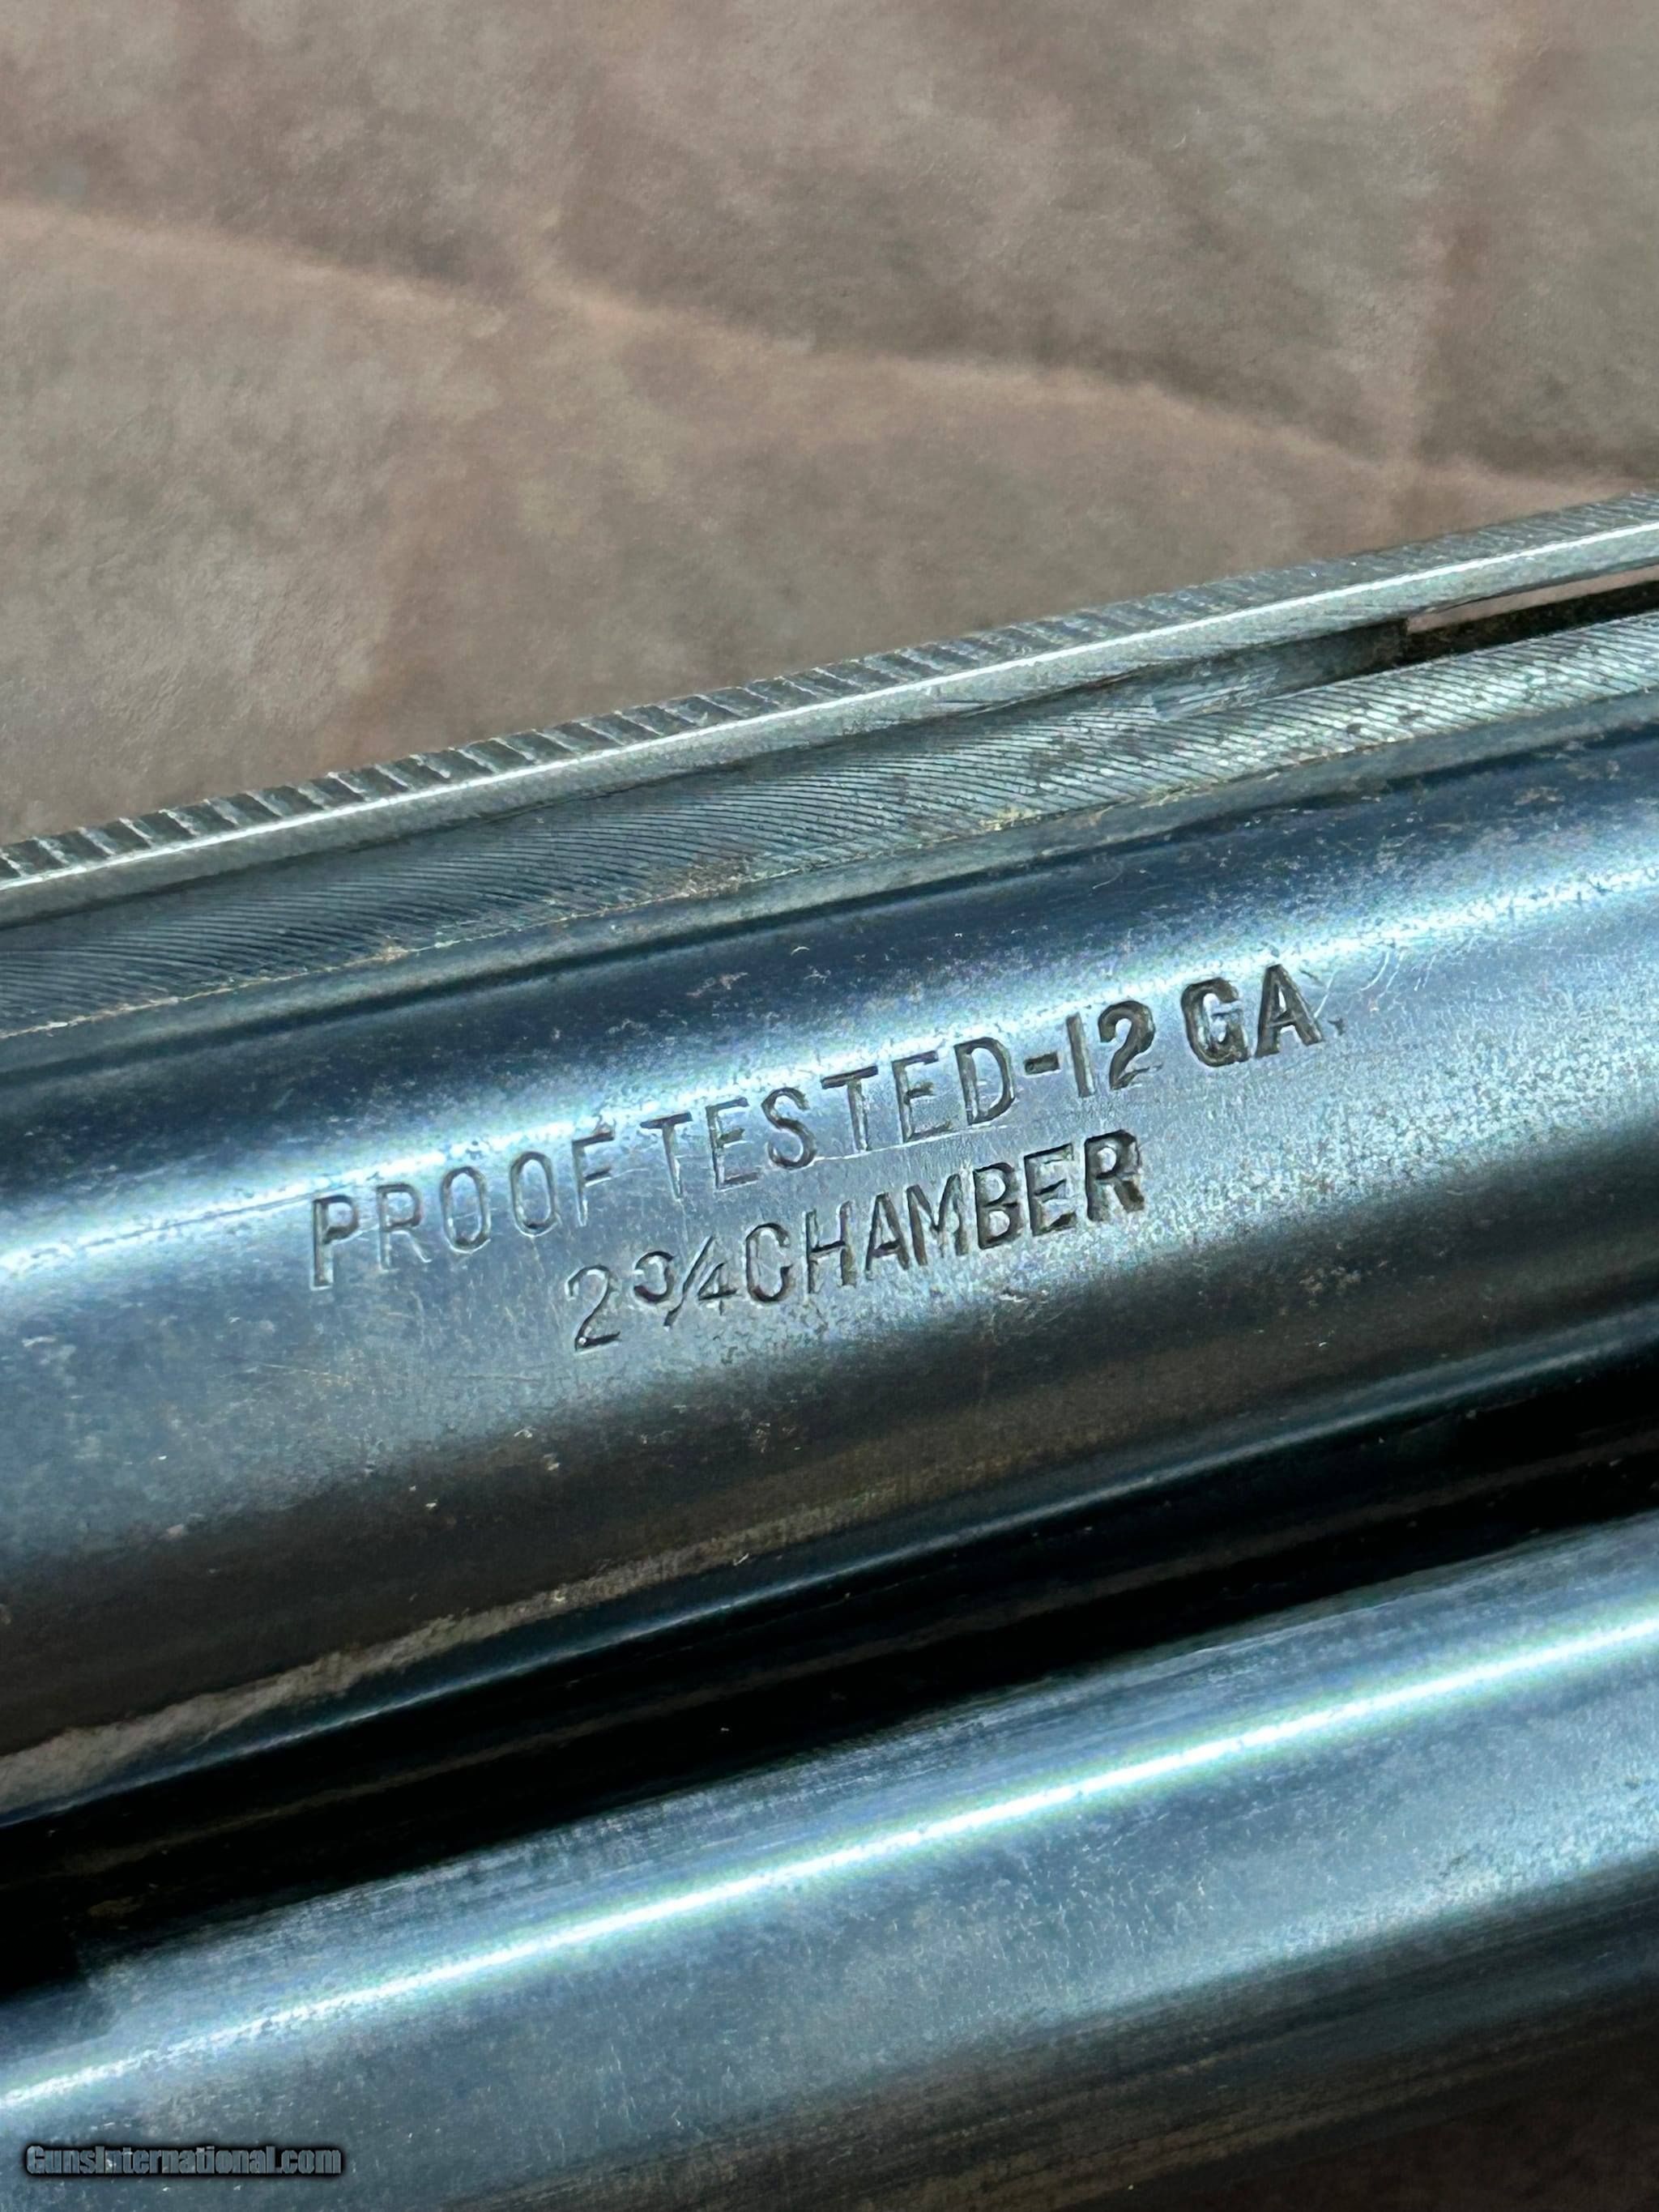 PROOF TESTED-12 GA.
2 3/4 CHAMBER
GunsInternational.com